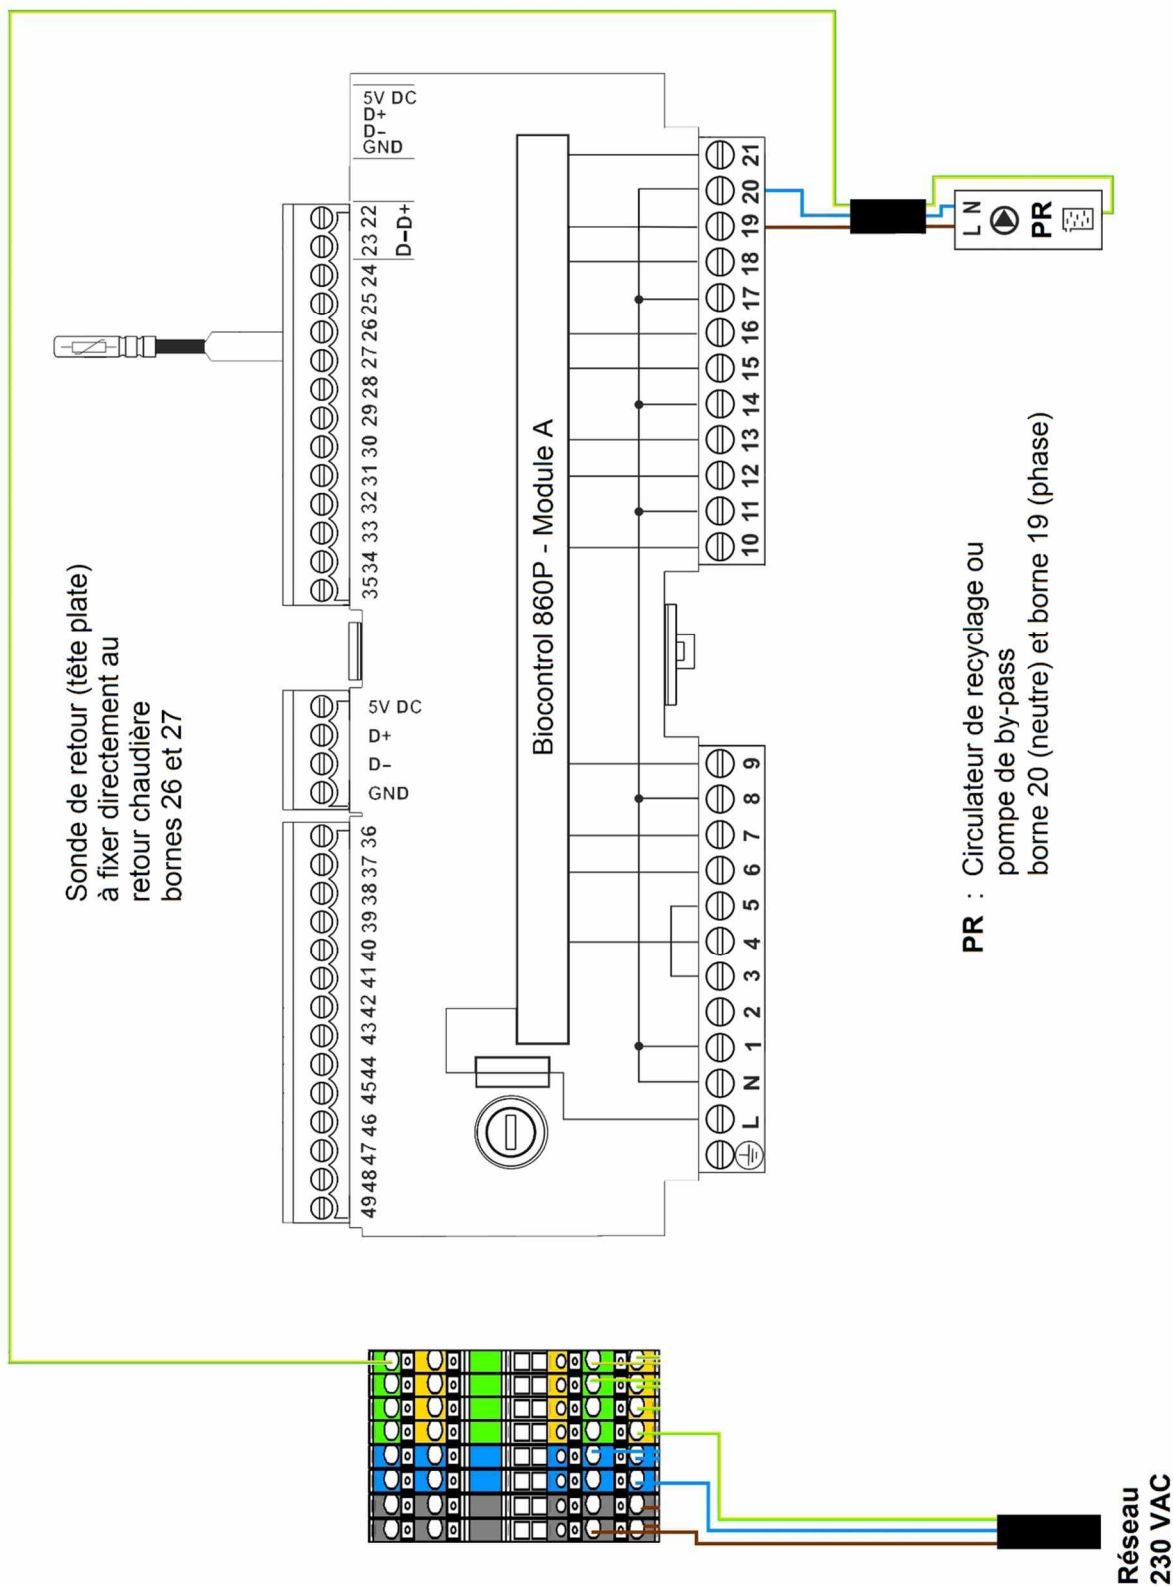 Sonde de retour (tête plate)
à fixer directement au
retour chaudière
bornes 26 et 27
49 48 47 46 45 44 43 42 41 40 39 38 37 36
GND D- D+ 5V DC
35 34 33 32 31 30 29 28 27 26 25 24 23 22
D- D+
5V DC
D+
D-
GND
Biocontrol 860P - Module A
L N 1 2 3 4 5 6 7 8 9
10 11 12 13 14 15 16 17 18 19 20 21
L N
PR
PR : Circulateur de recyclage ou
pompe de by-pass
borne 20 (neutre) et borne 19 (phase)
Réseau
230 VAC